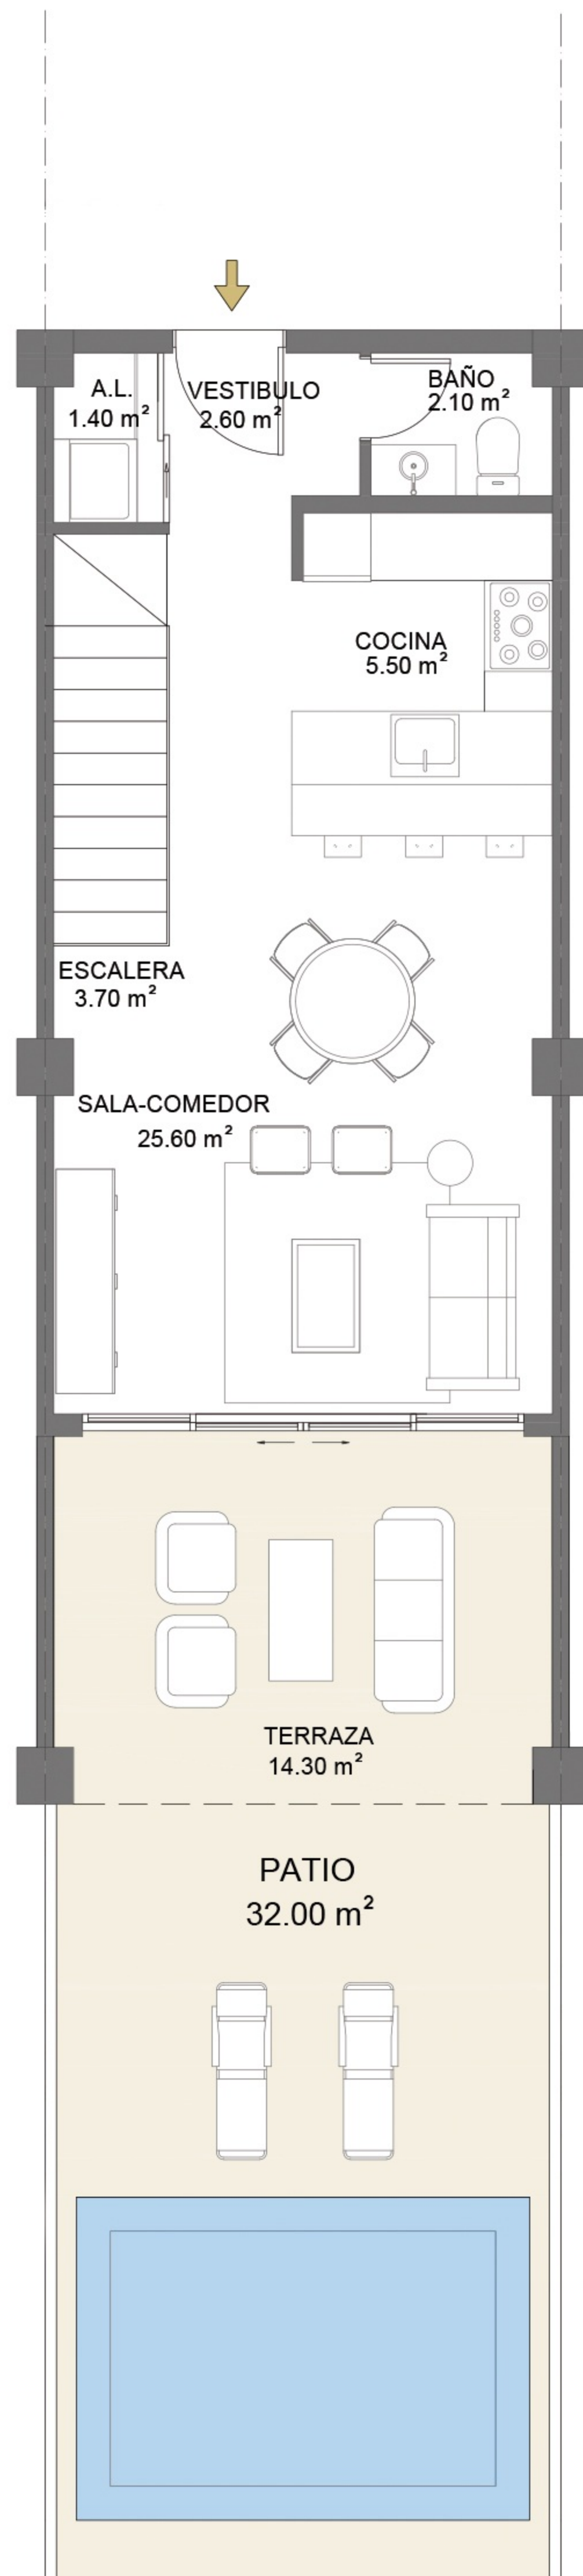 A.L.
1.40 m²
VESTIBULO
2.60 m²
BAÑO
2.10 m²
COCINA
5.50 m²
ESCALERA
3.70 m²
SALA-COMEDOR
25.60 m²
TERRAZA
14.30 m²
PATIO
32.00 m²